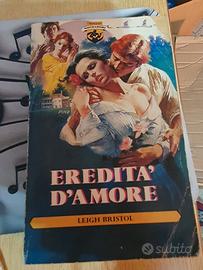 EREDITA'
D'AMORE
LEIGH BRISTOL
subito